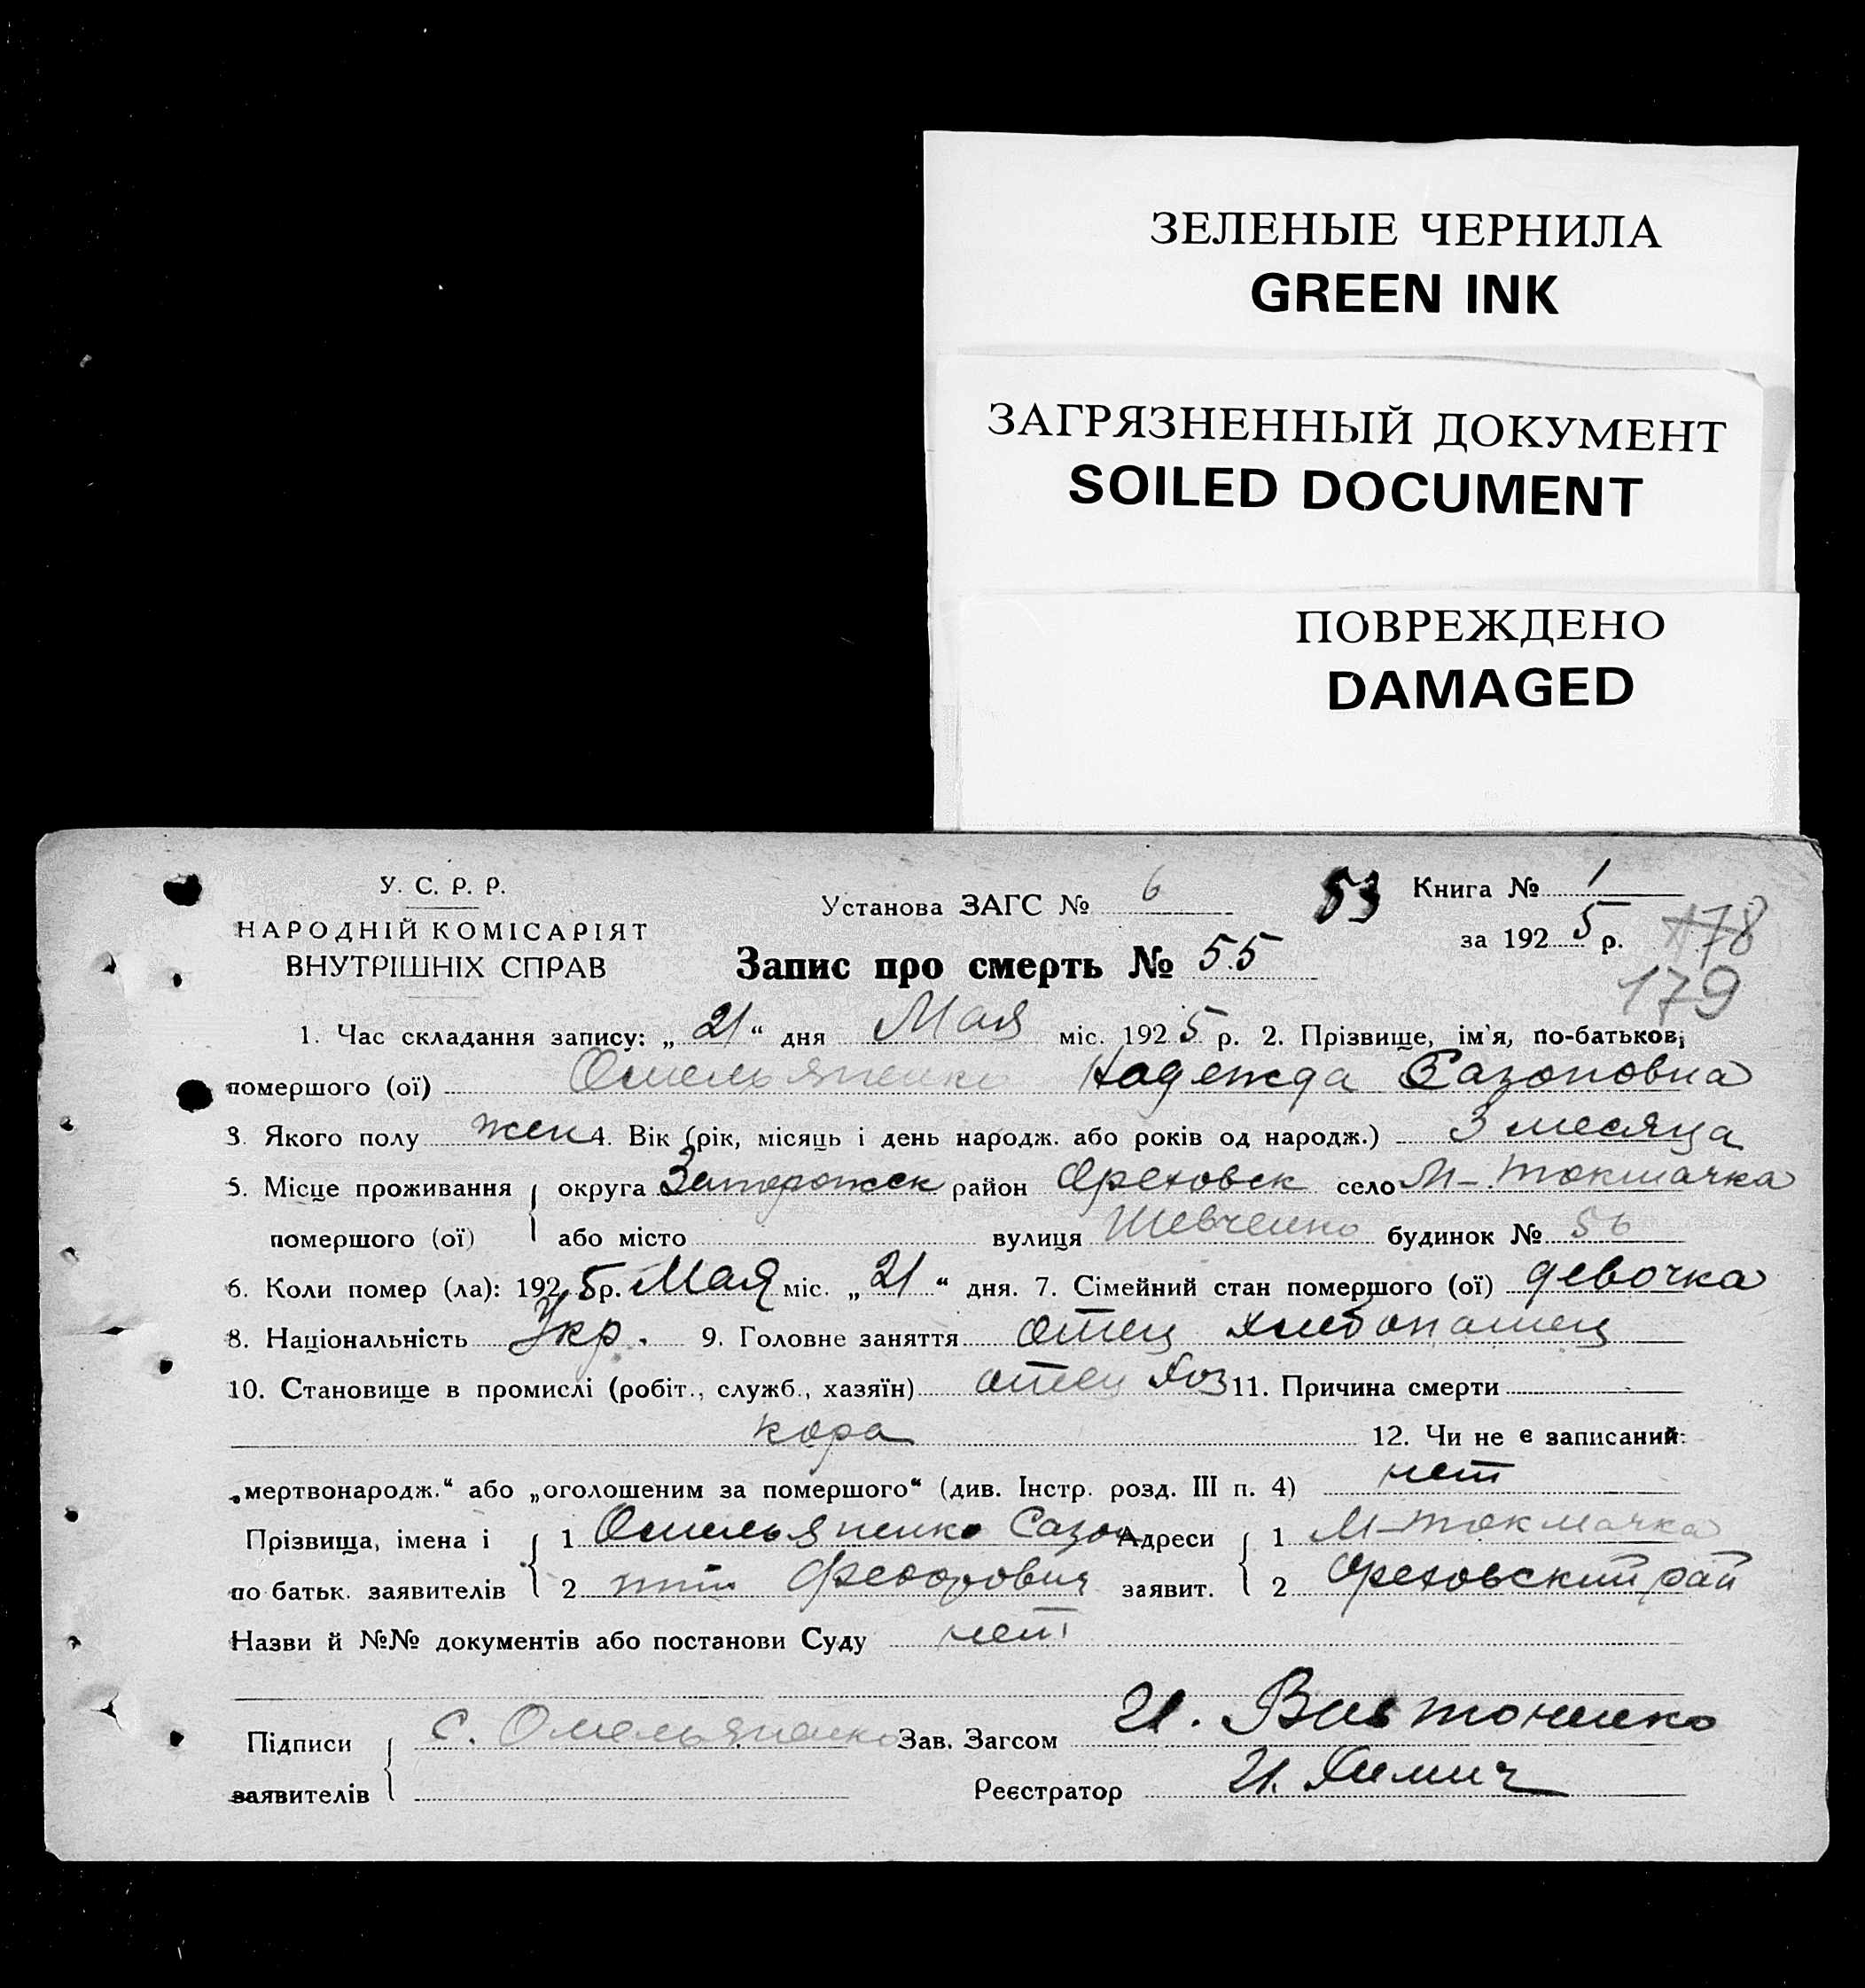 ЗЕЛЕНЫЕ ЧЕРНИЛА
GREEN INK
ЗАГРЯЗНЕННЫЙ ДОКУМЕНТ
SOILED DOCUMENT
ПОВРЕЖДЕНО
DAMAGED
У. С. Р. Р.
НАРОДНІЙ КОМІСАРІЯТ
ВНУТРІШНІХ СПРАВ
Установа ЗАГС № 6
53
Книга № 1
за 1925 р.
178
179
Запис про смерть № 55
1. Час складання запису: „21“ дня Мая міс. 1925 р. 2. Прізвище, ім'я, по-батькові
помершого (ої) Омельяненко Надежда Сазоновна
3. Якого полу жен 4. Вік (рік, місяць і день народж. або років од народж.) 3 месяца
5. Місце проживання округа Запорожск район Ореховск село М-Токмачка
помершого (ої) або місто вулиця Шевченко будинок № 56
6. Коли помер (ла): 1925 р. Мая міс. „21“ дня. 7. Сімейний стан помершого (ої) девочка
8. Національність Укр. 9. Головне заняття отец хлебопашец
10. Становище в промислі (робіт., служб., хазяїн) отец хоз 11. Причина смерти
кора 12. Чи не є записаний:
„мертвонародж.“ або „оголошеним за помершого“ (див. Інстр. розд. III п. 4) нет
Прізвища, імена і 1 Омельяненко Сазон Адреси 1 М-Токмачка
по батьк. заявителів 2 Федорович заявит. 2 Ореховский рай
Назви й №№ документів або постанови Суду нет
Підписи С. Омельяненко Зав. Загсом И.
заявителів Реєстратор И.